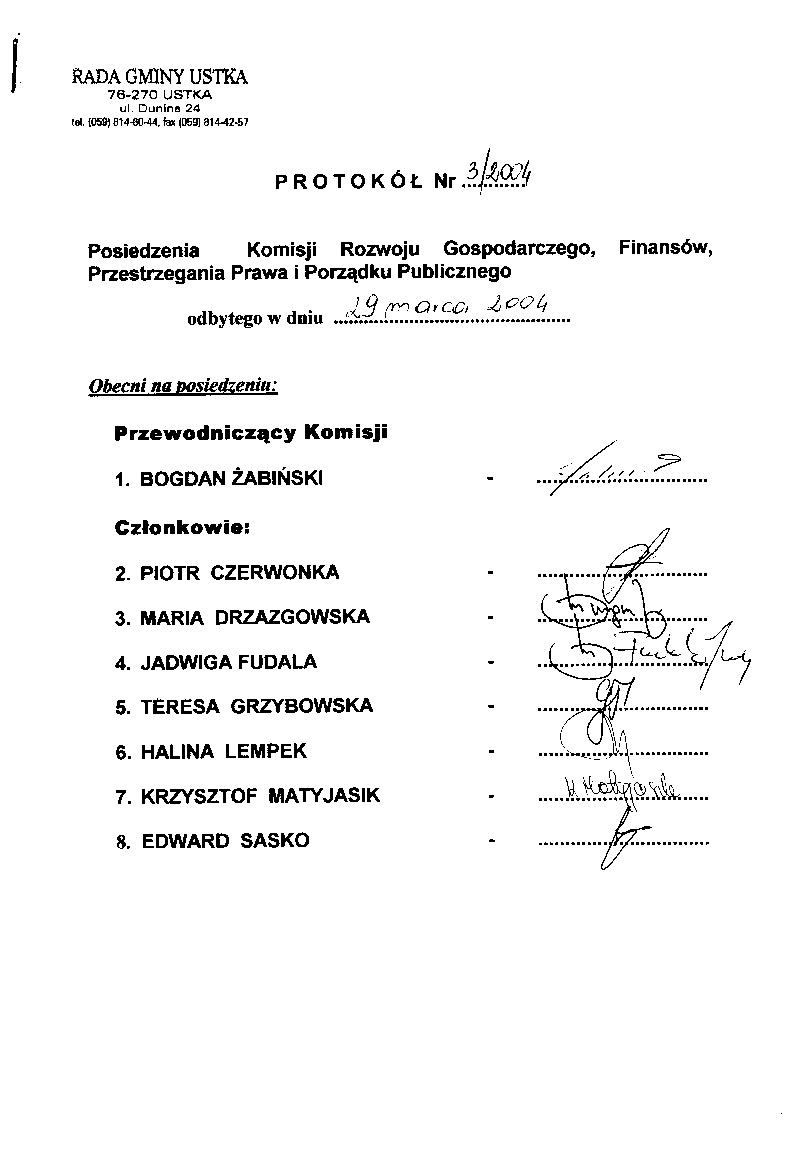 RADA GMINY USTKA
76-270 USTKA
ul. Dunina 24
tel. (059) 814-60-44, fax (059) 814-42-57
PROTOKÓŁ Nr 3/2004
Posiedzenia Komisji Rozwoju Gospodarczego, Finansów,
Przestrzegania Prawa i Porządku Publicznego
odbytego w dniu 29 marca 2004
Obecni na posiedzeniu:
Przewodniczący Komisji
1. BOGDAN ŻABIŃSKI -
Członkowie:
2. PIOTR CZERWONKA -
3. MARIA DRZAZGOWSKA -
4. JADWIGA FUDALA -
5. TERESA GRZYBOWSKA -
6. HALINA LEMPEK -
7. KRZYSZTOF MATYJASIK -
8. EDWARD SASKO -